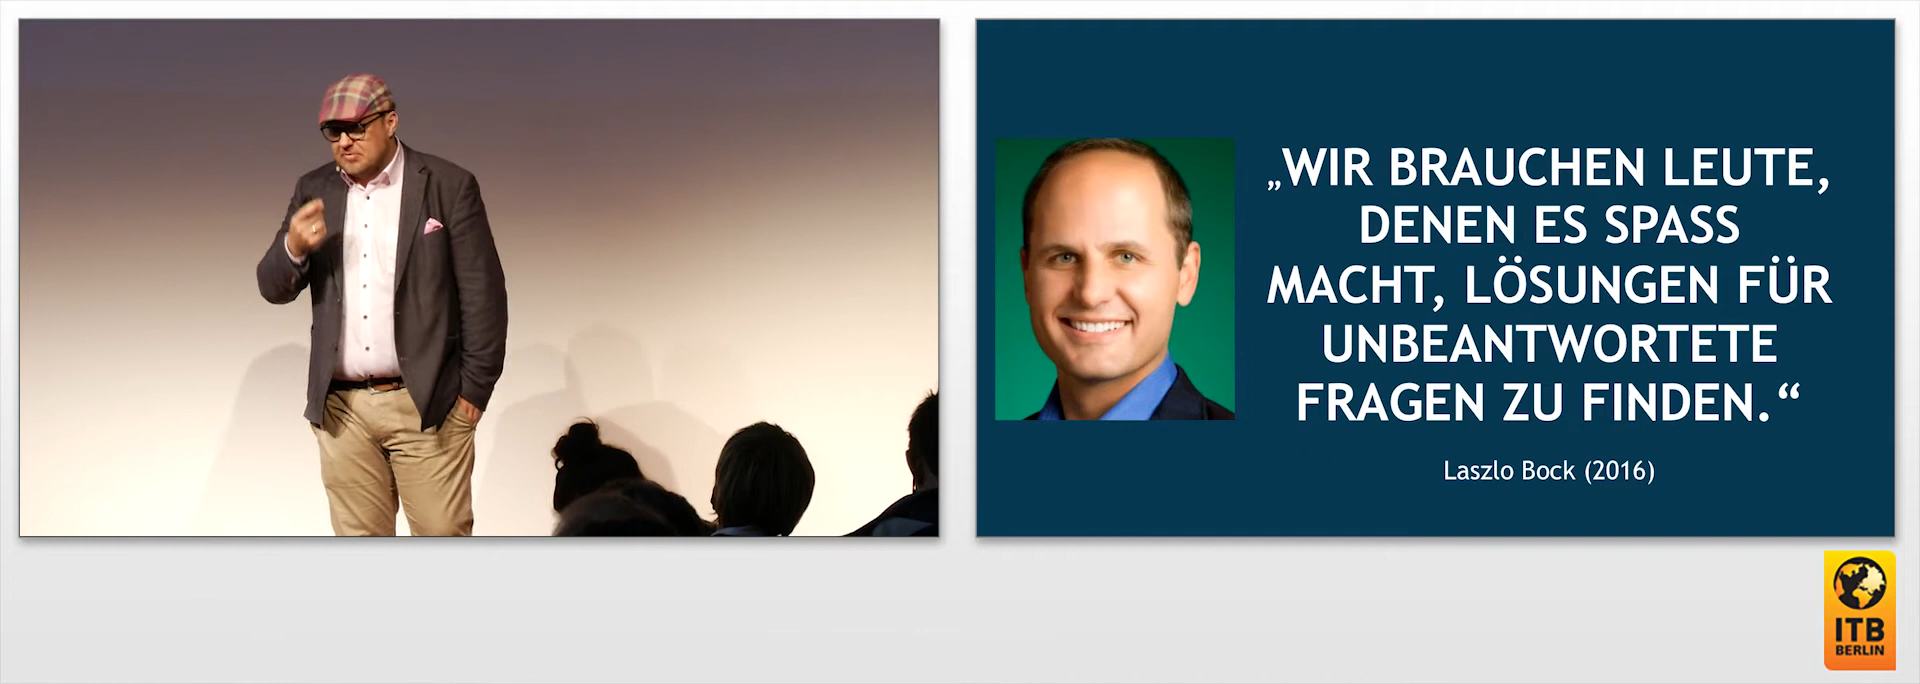 „WIR BRAUCHEN LEUTE,
DENEN ES SPASS
MACHT, LÖSUNGEN FÜR
UNBEANTWORTETE
FRAGEN ZU FINDEN.“
Laszlo Bock (2016)
ITB
BERLIN